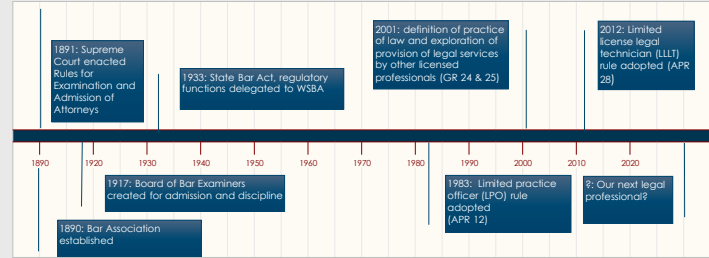 1891: Supreme
Court enacted
Rules for
Examination and
Admission of
Attorneys
1933: State Bar Act, regulatory
functions delegated to WSBA
2001: definition of practice
of law and exploration of
provision of legal services
by other licensed
professionals (GR 24 & 25)
2012: Limited
license legal
technician (LLLT)
rule adopted (APR
28)
1890 1920 1930 1940 1950 1960 1970 1980 1990 2000 2010 2020
1917: Board of Bar Examiners
created for admission and discipline
1890: Bar Association
established
1983: Limited practice
officer (LPO) rule
adopted
(APR 12)
?: Our next legal
professional?